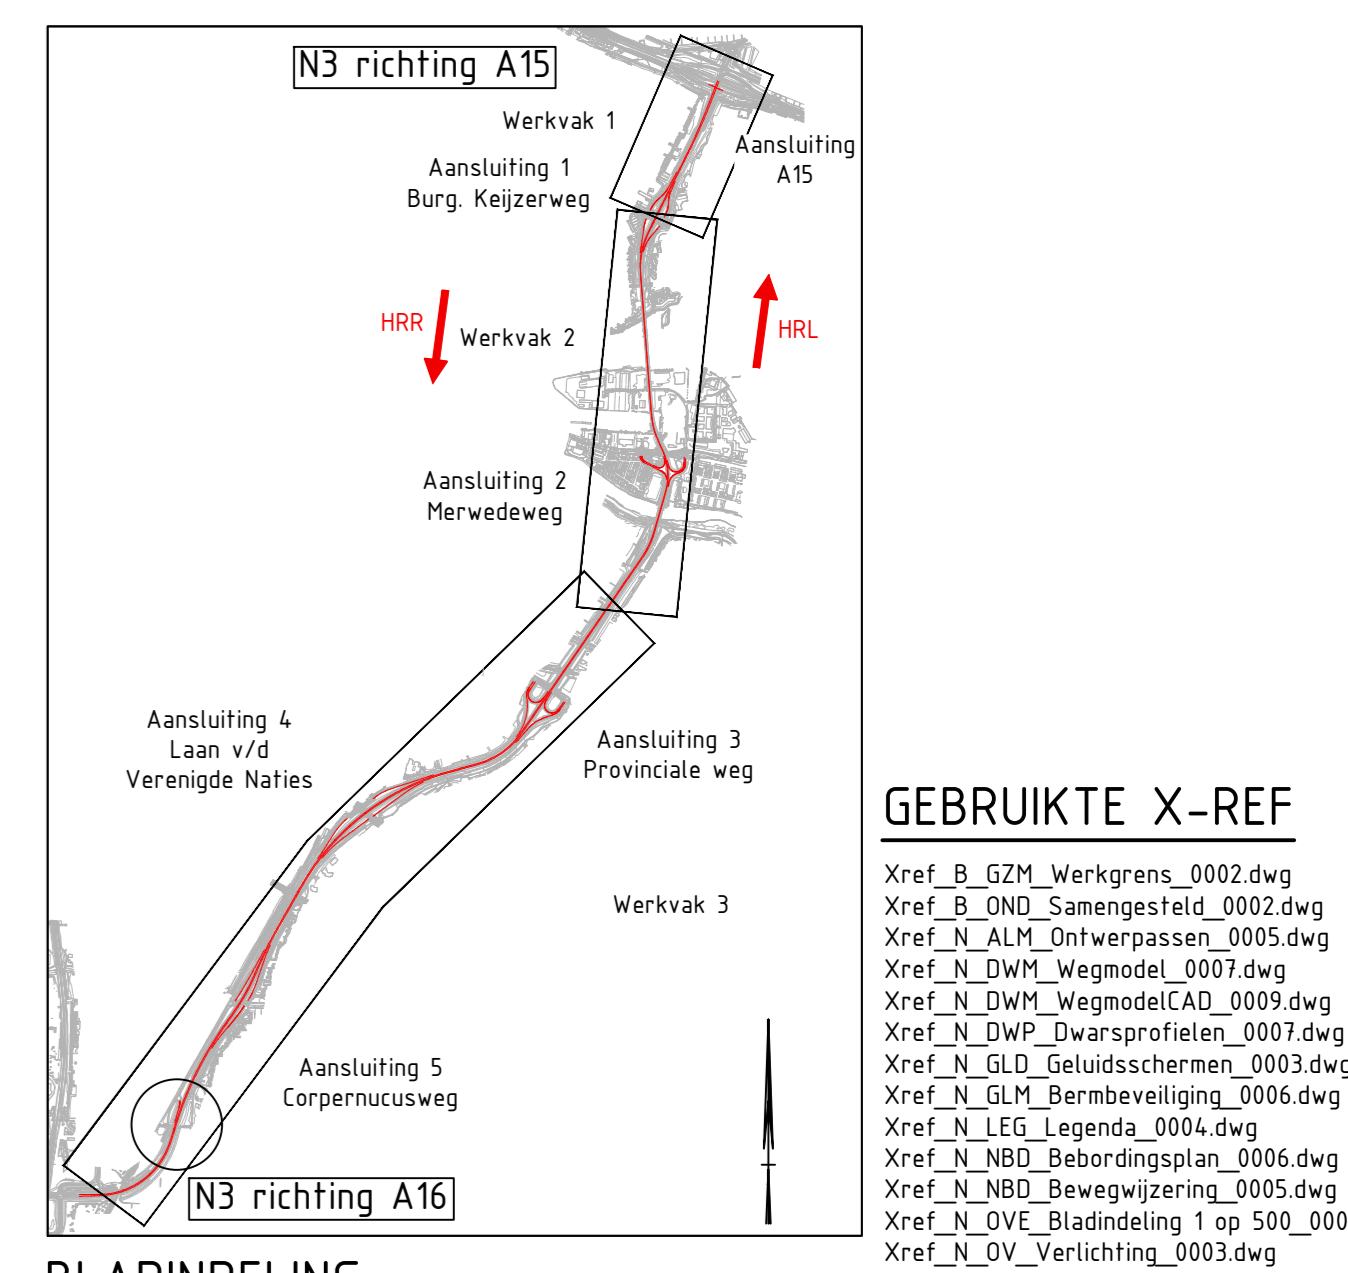 N3 richting A15
Werkvak 1
Aansluiting
A15
Aansluiting 1
Burg. Keijzerweg
HRR
Werkvak 2
HRL
Aansluiting 2
Merwedeweg
Aansluiting 4
Laan v/d
Verenigde Naties
Aansluiting 3
Provinciale weg
Werkvak 3
Aansluiting 5
Corpernucusweg
N3 richting A16
GEBRUIKTE X-REF
Xref_B_GZM_Werkgrens_0002.dwg
Xref_B_OND_Samengesteld_0002.dwg
Xref_N_ALM_Ontwerpassen_0005.dwg
Xref_N_DWM_Wegmodel_0007.dwg
Xref_N_DWM_WegmodelCAD_0009.dwg
Xref_N_DWP_Dwarsprofielen_0007.dwg
Xref_N_GLD_Geluidsschermen_0003.dwg
Xref_N_GLM_Bermbeveiliging_0006.dwg
Xref_N_LEG_Legenda_0004.dwg
Xref_N_NBD_Bebordingsplan_0006.dwg
Xref_N_NBD_Bewegwijzering_0005.dwg
Xref_N_OVE_Bladindeling 1 op 500_000
Xref_N_OV_Verlichting_0003.dwg
BLADINDELING